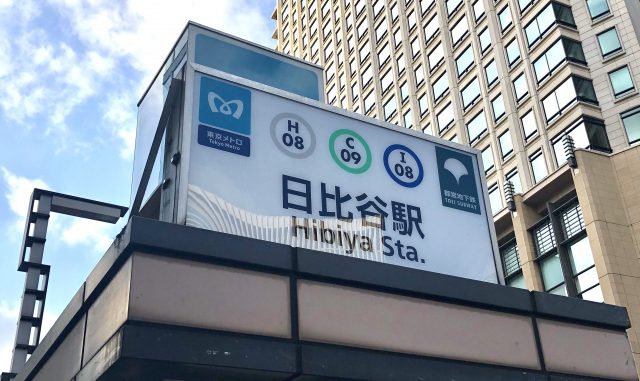 東京メトロ
Tokyo Metro
H
08
C
09
I
08
都営地下鉄
TOEI SUBWAY
日比谷駅
Hibiya Sta.